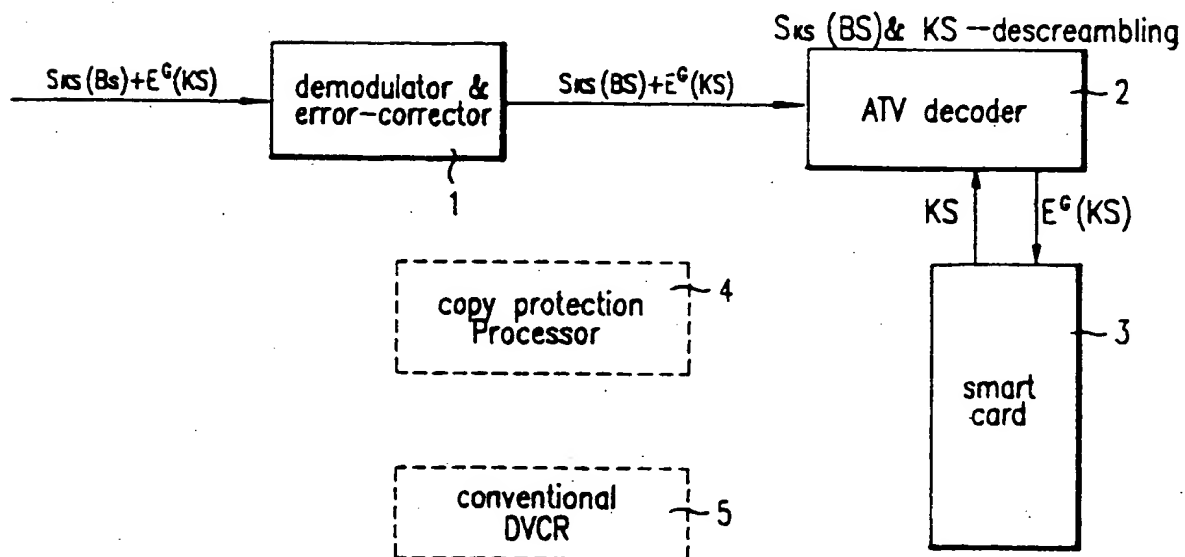 SKS (BS)& KS –descreambling
SKS(BS)+E^G(KS)
demodulator &
error-corrector
1
SKS(BS)+E^G(KS)
ATV decoder
2
KS
E^G(KS)
copy protection
Processor
4
smart
card
3
conventional
DVCR
5